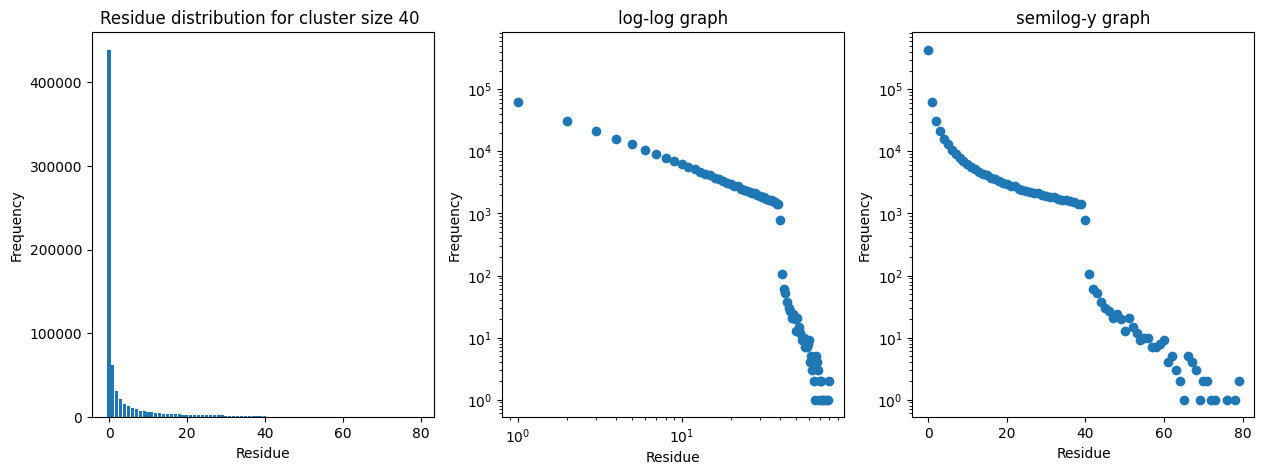 Residue distribution for cluster size 40
Frequency
400000
300000
200000
100000
0
0 20 40 60 80
Residue
log-log graph
Frequency
10^5
10^4
10^3
10^2
10^1
10^0
10^0 10^1
Residue
semilog-y graph
Frequency
10^5
10^4
10^3
10^2
10^1
10^0
0 20 40 60 80
Residue